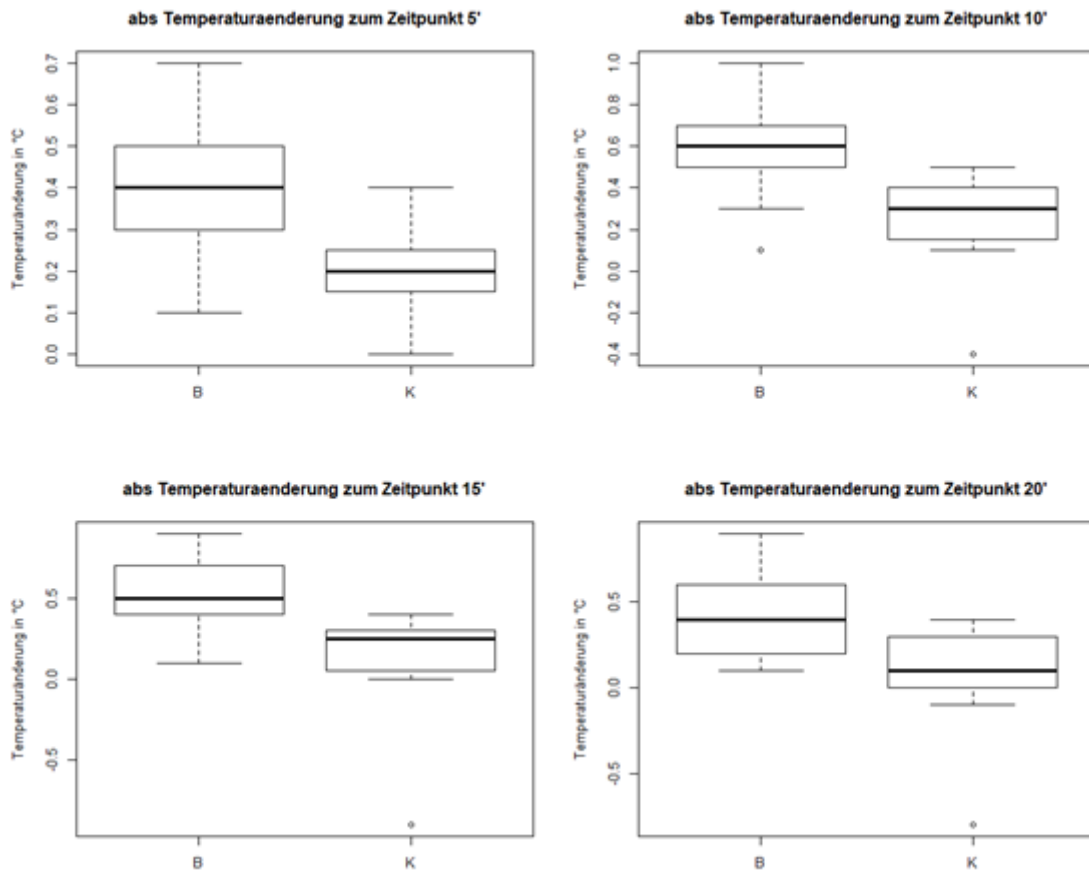 abs Temperaturaenderung zum Zeitpunkt 5'
Temperaturänderung in °C
0.7
0.6
0.5
0.4
0.3
0.2
0.1
0.0
B
K
abs Temperaturaenderung zum Zeitpunkt 10'
Temperaturänderung in °C
1.0
0.8
0.6
0.4
0.2
0.0
-0.2
-0.4
B
K
abs Temperaturaenderung zum Zeitpunkt 15'
Temperaturänderung in °C
0.5
0.0
-0.5
B
K
abs Temperaturaenderung zum Zeitpunkt 20'
Temperaturänderung in °C
0.5
0.0
-0.5
B
K